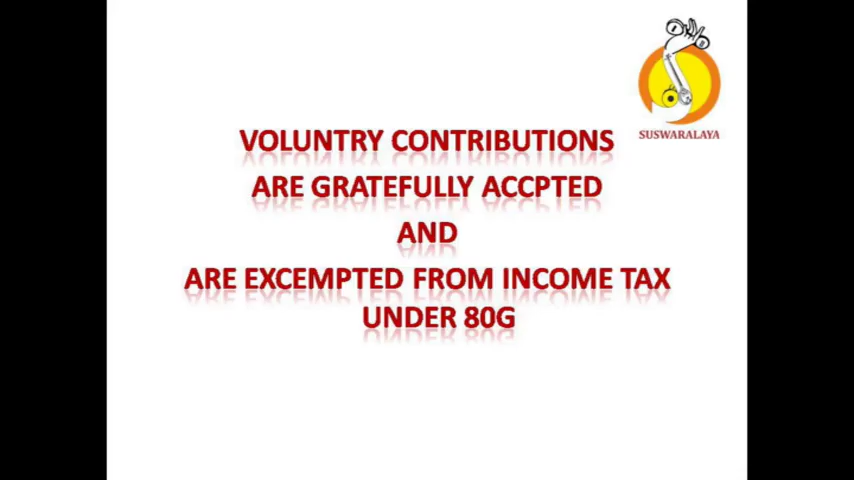 SUSWARALAYA
VOLUNTRY CONTRIBUTIONS
ARE GRATEFULLY ACCPTED
AND
ARE EXCEMPTED FROM INCOME TAX
UNDER 80G